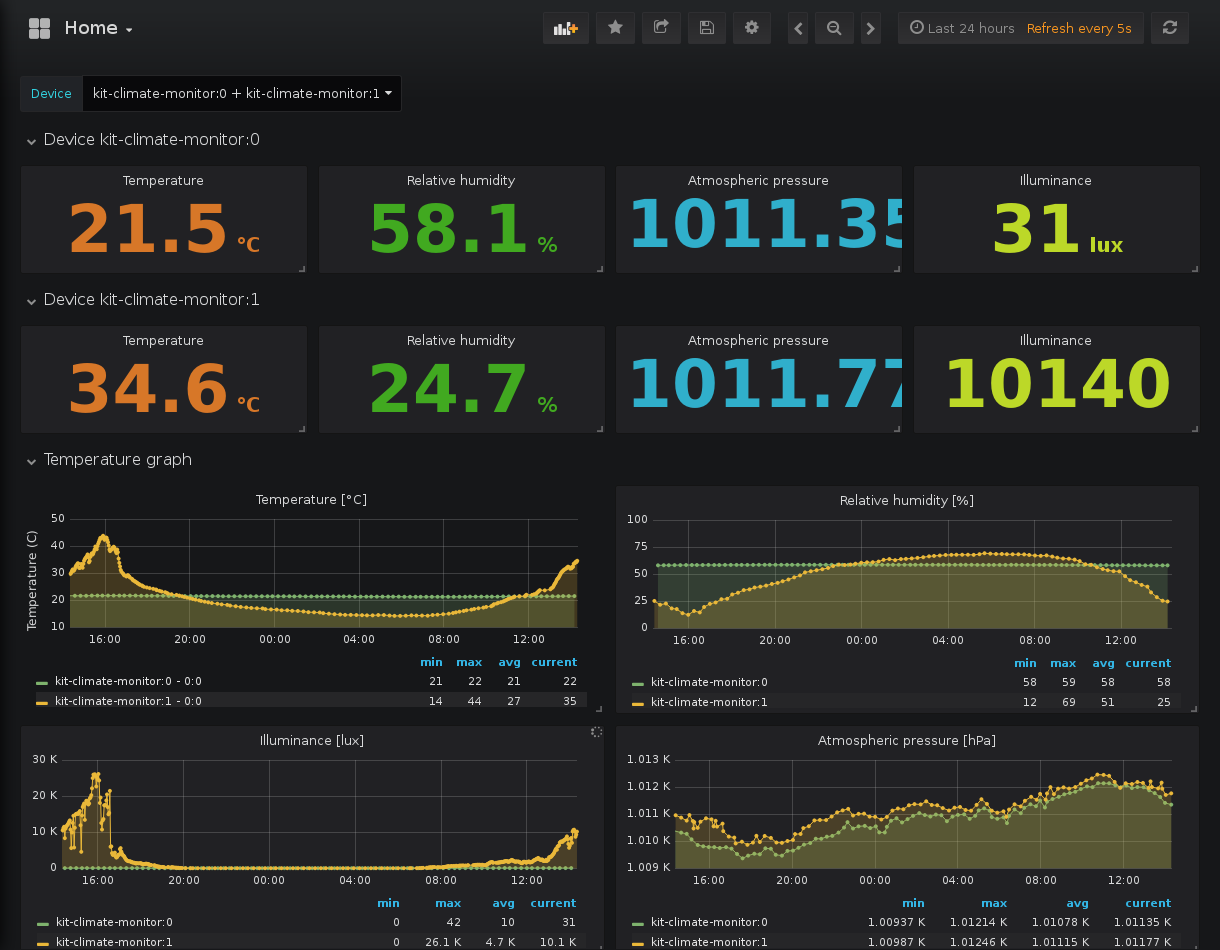 Home
Last 24 hours Refresh every 5s
Device kit-climate-monitor:0 + kit-climate-monitor:1
Device kit-climate-monitor:0
Temperature Relative humidity Atmospheric pressure Illuminance
21.5 °C 58.1 % 1011.35 31 lux
Device kit-climate-monitor:1
Temperature Relative humidity Atmospheric pressure Illuminance
34.6 °C 24.7 % 1011.77 10140
Temperature graph
Temperature [°C]
Temperature (C)
50
40
30
20
10
16:00 20:00 00:00 04:00 08:00 12:00
min max avg current
kit-climate-monitor:0 - 0:0 21 22 21 22
kit-climate-monitor:1 - 0:0 14 44 27 35
Relative humidity [%]
100
75
50
25
0
16:00 20:00 00:00 04:00 08:00 12:00
min max avg current
kit-climate-monitor:0 58 59 58 58
kit-climate-monitor:1 12 69 51 25
Illuminance [lux]
30 K
20 K
10 K
0
16:00 20:00 00:00 04:00 08:00 12:00
min max avg current
kit-climate-monitor:0 0 42 10 31
kit-climate-monitor:1 0 26.1 K 4.7 K 10.1 K
Atmospheric pressure [hPa]
1.013 K
1.012 K
1.011 K
1.010 K
1.009 K
16:00 20:00 00:00 04:00 08:00 12:00
min max avg current
kit-climate-monitor:0 1.00937 K 1.01214 K 1.01078 K 1.01135 K
kit-climate-monitor:1 1.00987 K 1.01246 K 1.01115 K 1.01177 K